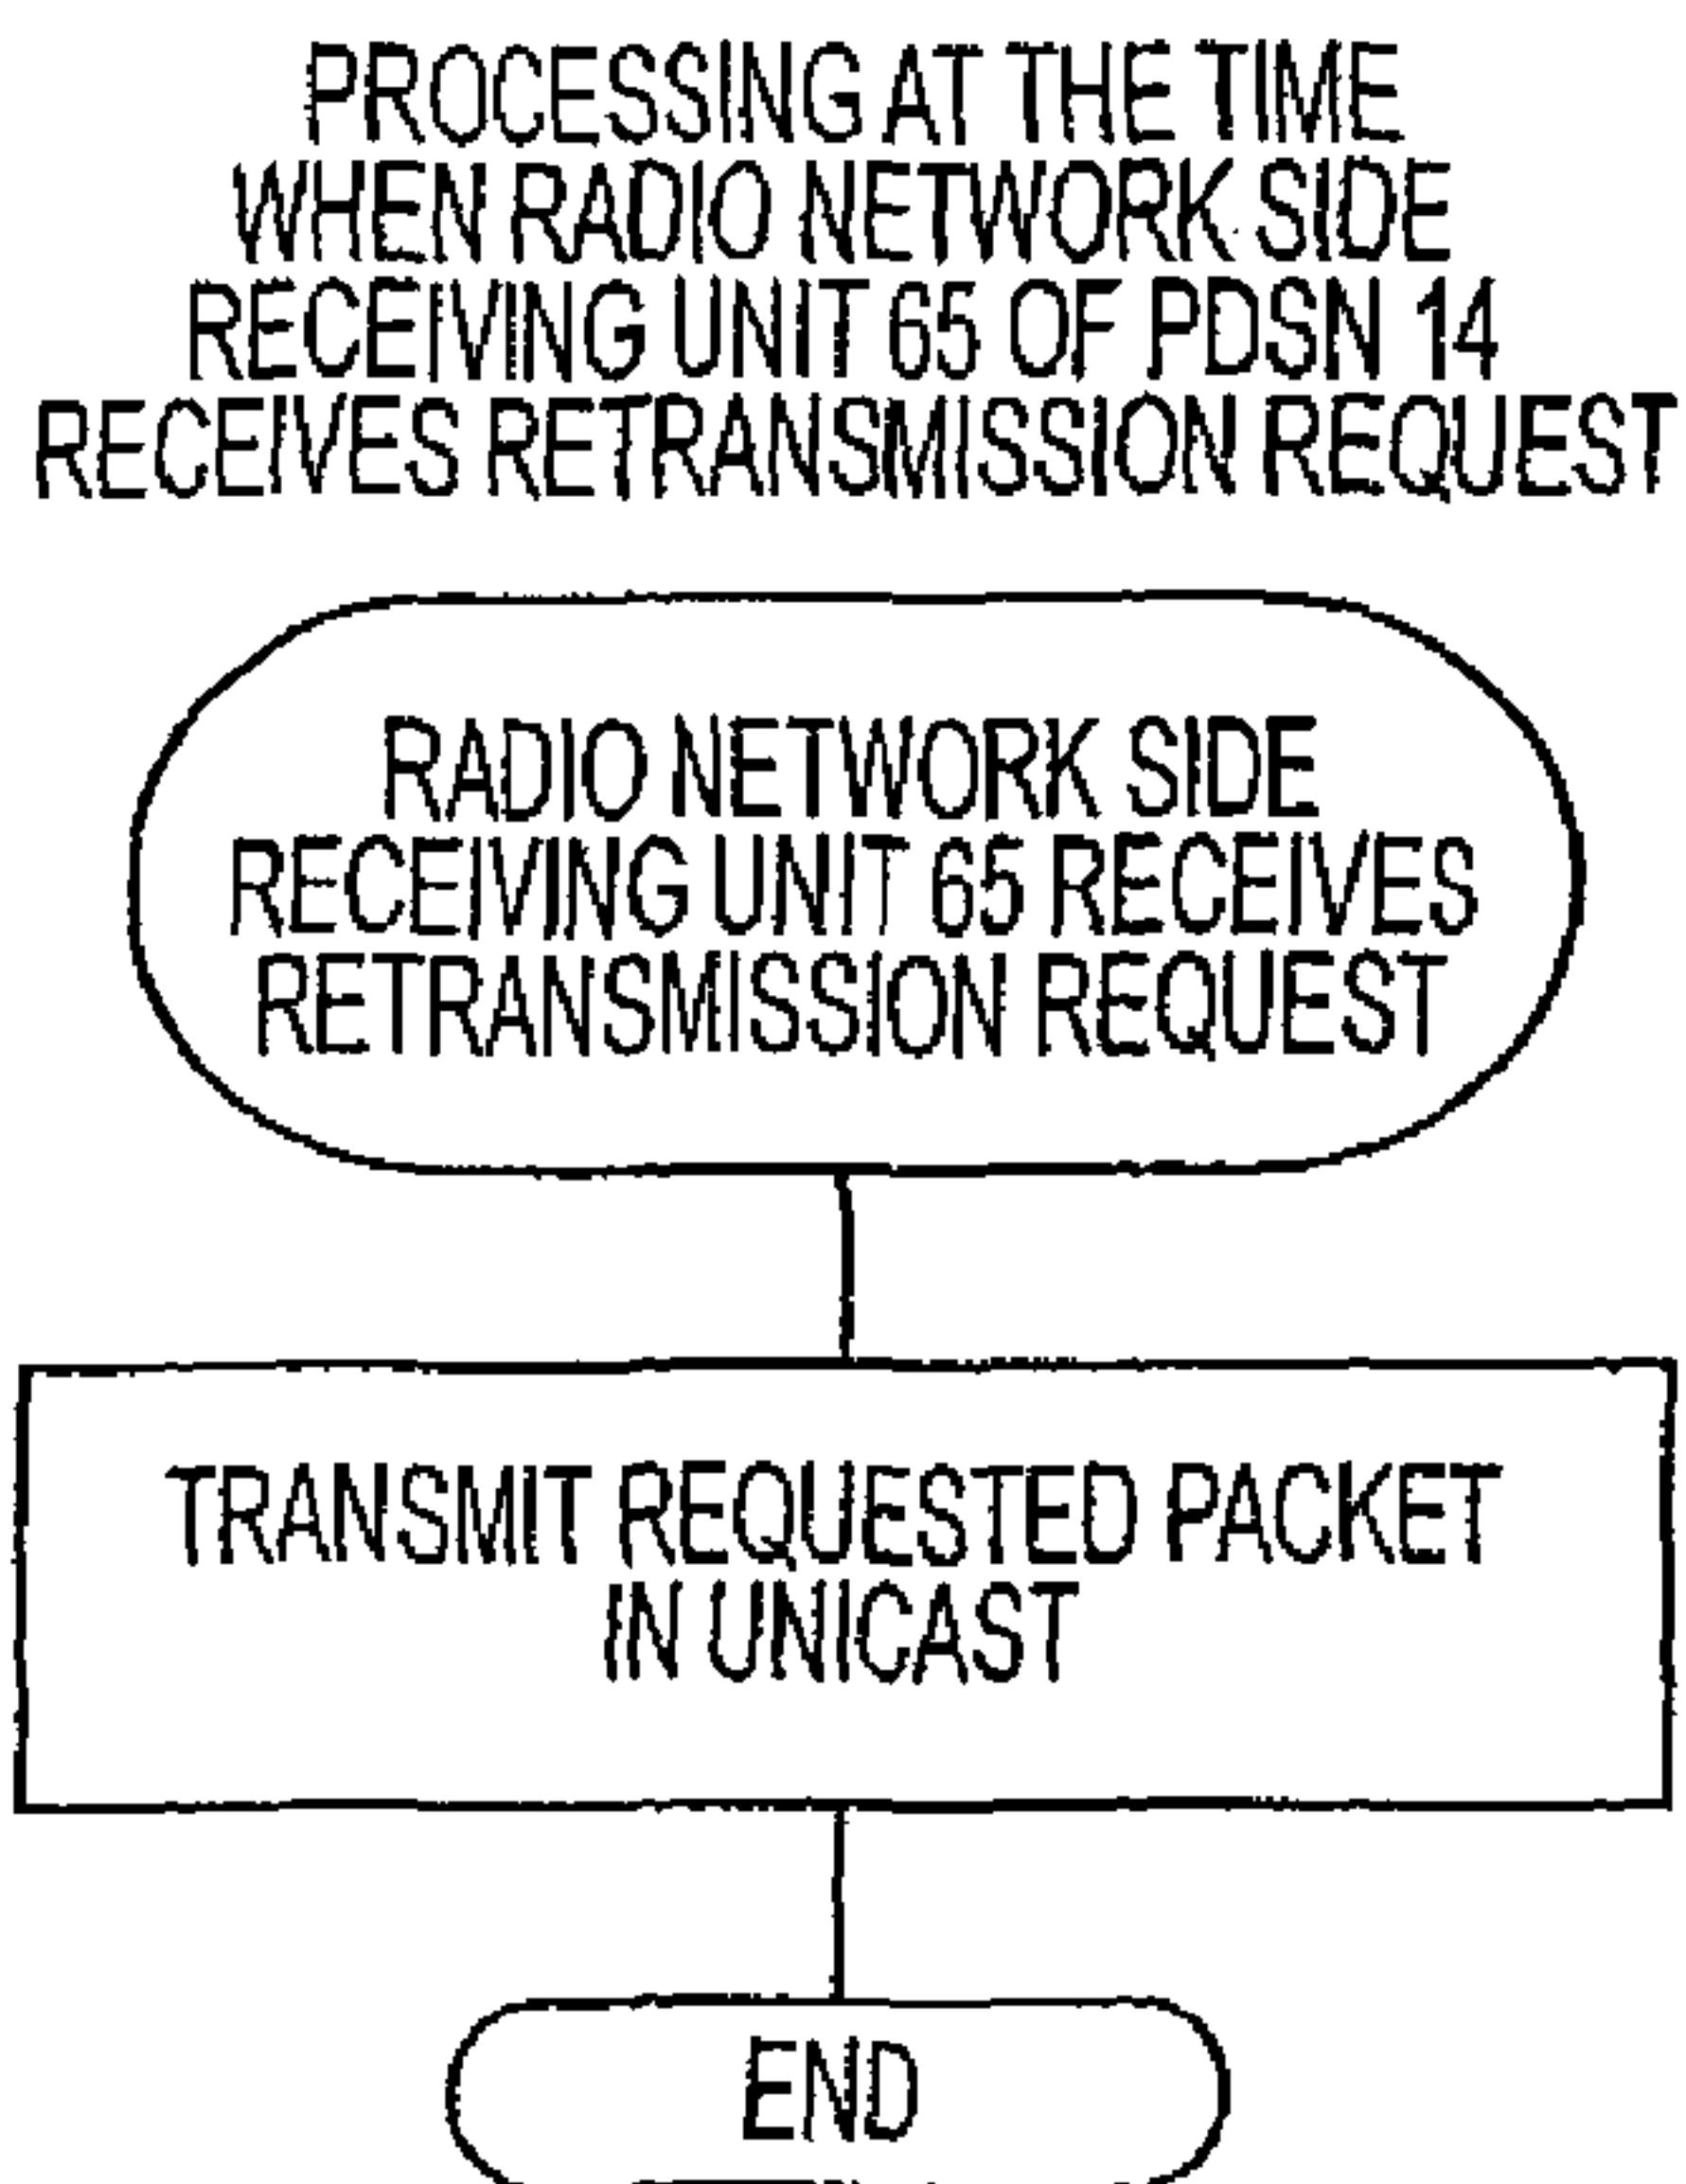 PROCESSING AT THE TIME
WHEN RADIO NETWORK SIDE
RECEIVING UNIT 65 OF PDSN 14
RECEIVES RETRANSMISSION REQUEST
RADIO NETWORK SIDE
RECEIVING UNIT 65 RECEIVES
RETRANSMISSION REQUEST
TRANSMIT REQUESTED PACKET
IN UNICAST
END